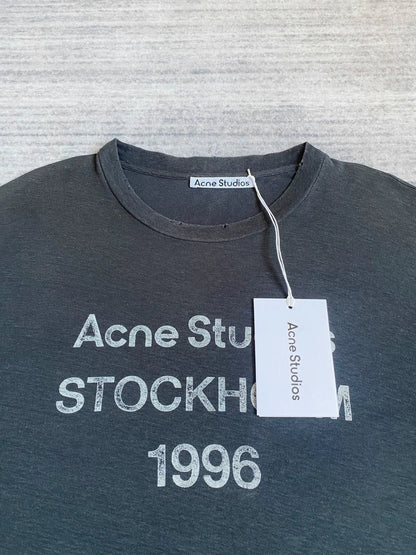 Acne Studios
Acne Stu s
STOCKH M
1996
Acne Studios